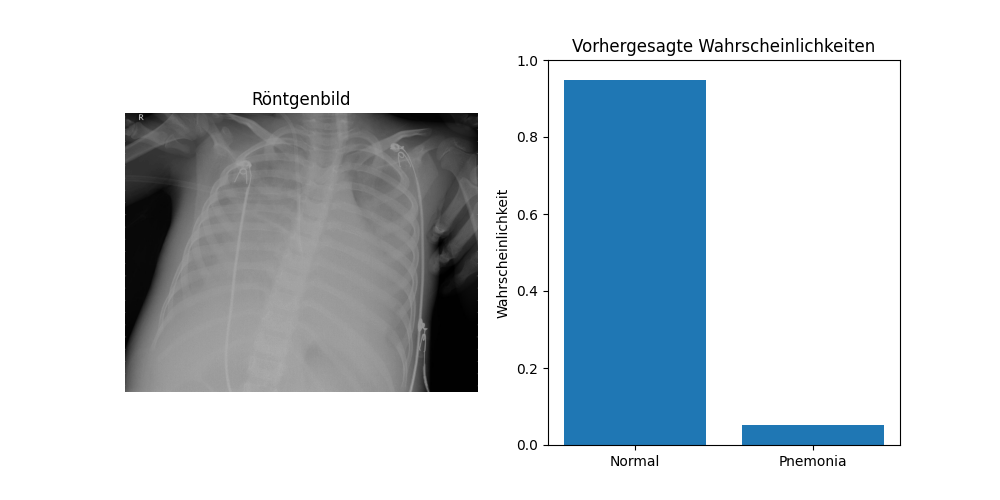 Röntgenbild
R
Vorhergesagte Wahrscheinlichkeiten
Wahrscheinlichkeit
1.0
0.8
0.6
0.4
0.2
0.0
Normal
Pnemonia